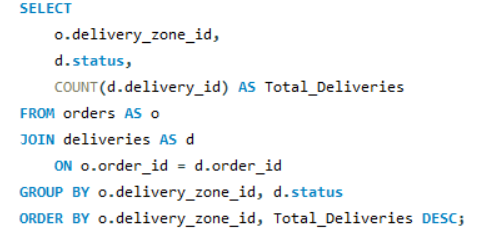 SELECT
    o.delivery_zone_id,
    d.status,
    COUNT(d.delivery_id) AS Total_Deliveries
FROM orders AS o
JOIN deliveries AS d
    ON o.order_id = d.order_id
GROUP BY o.delivery_zone_id, d.status
ORDER BY o.delivery_zone_id, Total_Deliveries DESC;